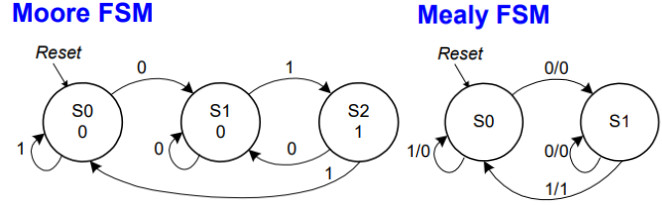 Moore FSM
Mealy FSM
Reset
0
1
S0
0
S1
0
S2
1
1
0
0
1
Reset
0/0
S0
S1
1/0
0/0
1/1